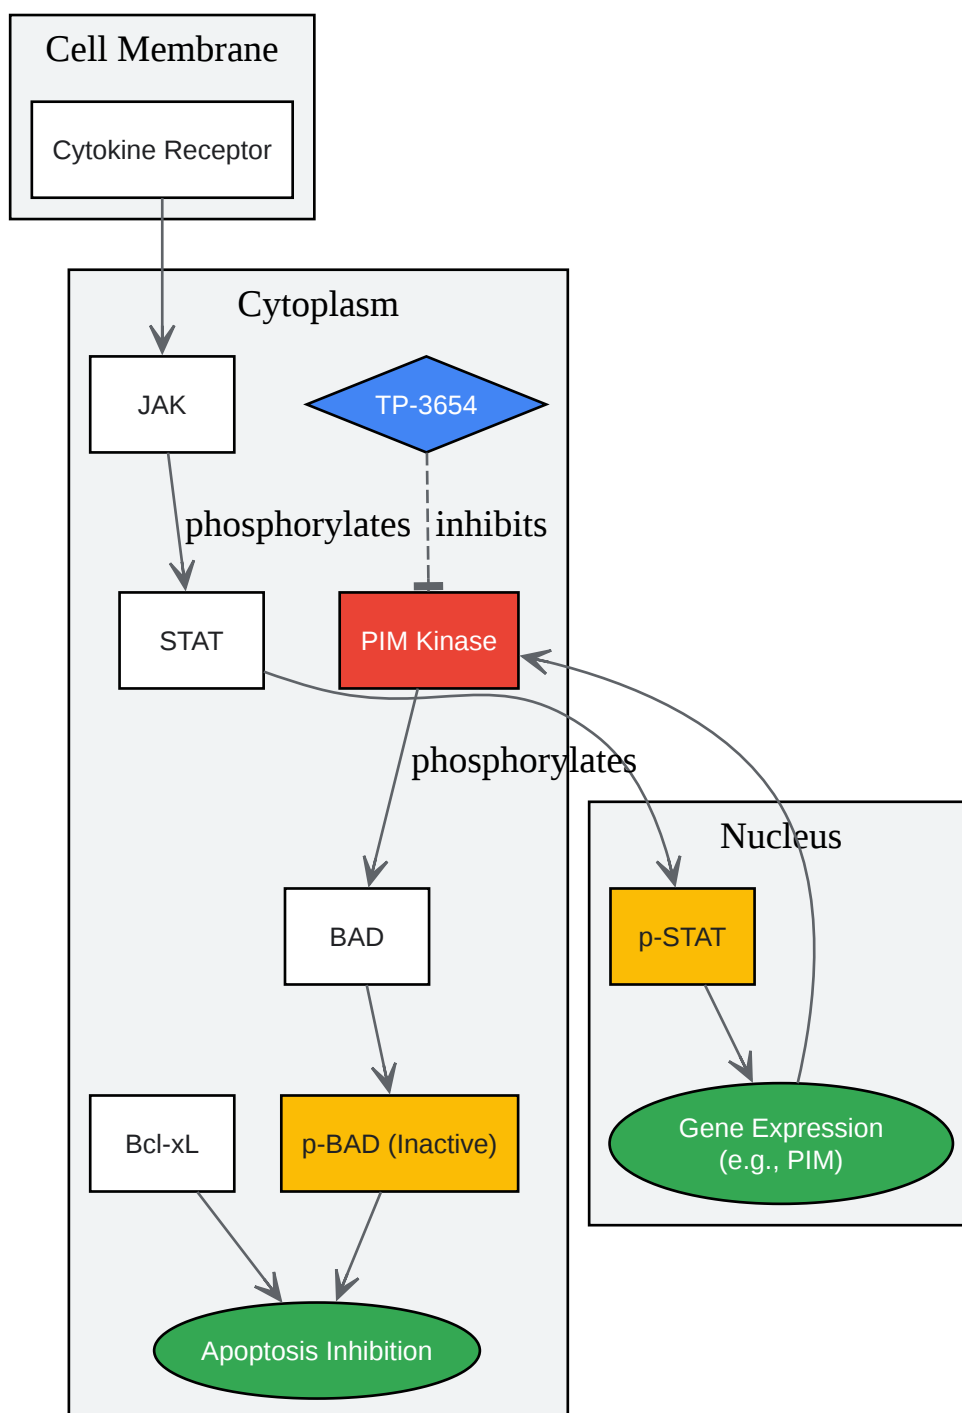 Cell Membrane
Cytokine Receptor
Cytoplasm
JAK
TP-3654
phosphorylates
inhibits
STAT
PIM Kinase
phosphorylates
Nucleus
BAD
p-STAT
Bcl-xL
p-BAD (Inactive)
Gene Expression
(e.g., PIM)
Apoptosis Inhibition